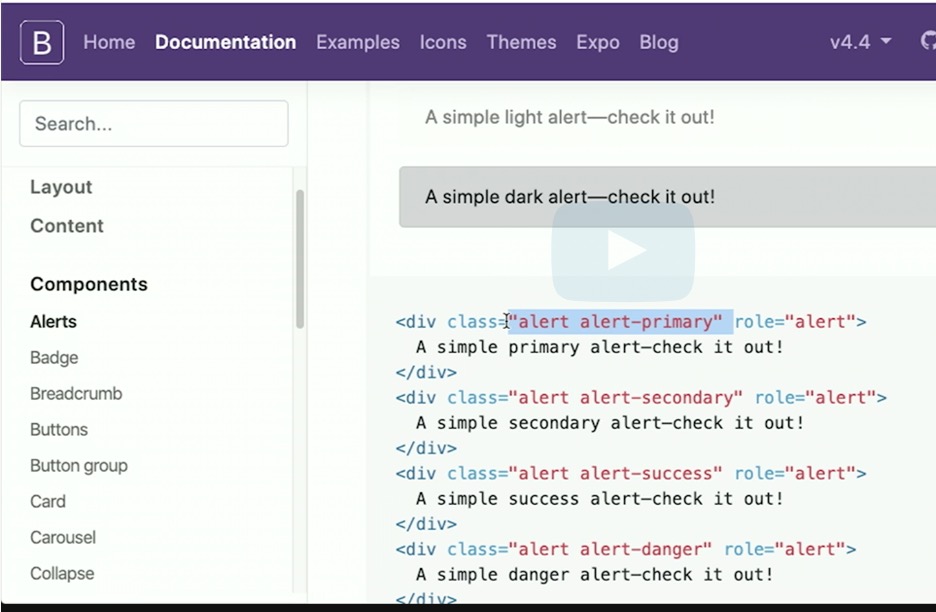 B Home Documentation Examples Icons Themes Expo Blog v4.4
Search...
Layout
Content
Components
Alerts
Badge
Breadcrumb
Buttons
Button group
Card
Carousel
Collapse
A simple light alert—check it out!
A simple dark alert—check it out!
<div class="alert alert-primary" role="alert">
  A simple primary alert—check it out!
</div>
<div class="alert alert-secondary" role="alert">
  A simple secondary alert—check it out!
</div>
<div class="alert alert-success" role="alert">
  A simple success alert—check it out!
</div>
<div class="alert alert-danger" role="alert">
  A simple danger alert—check it out!
</div>